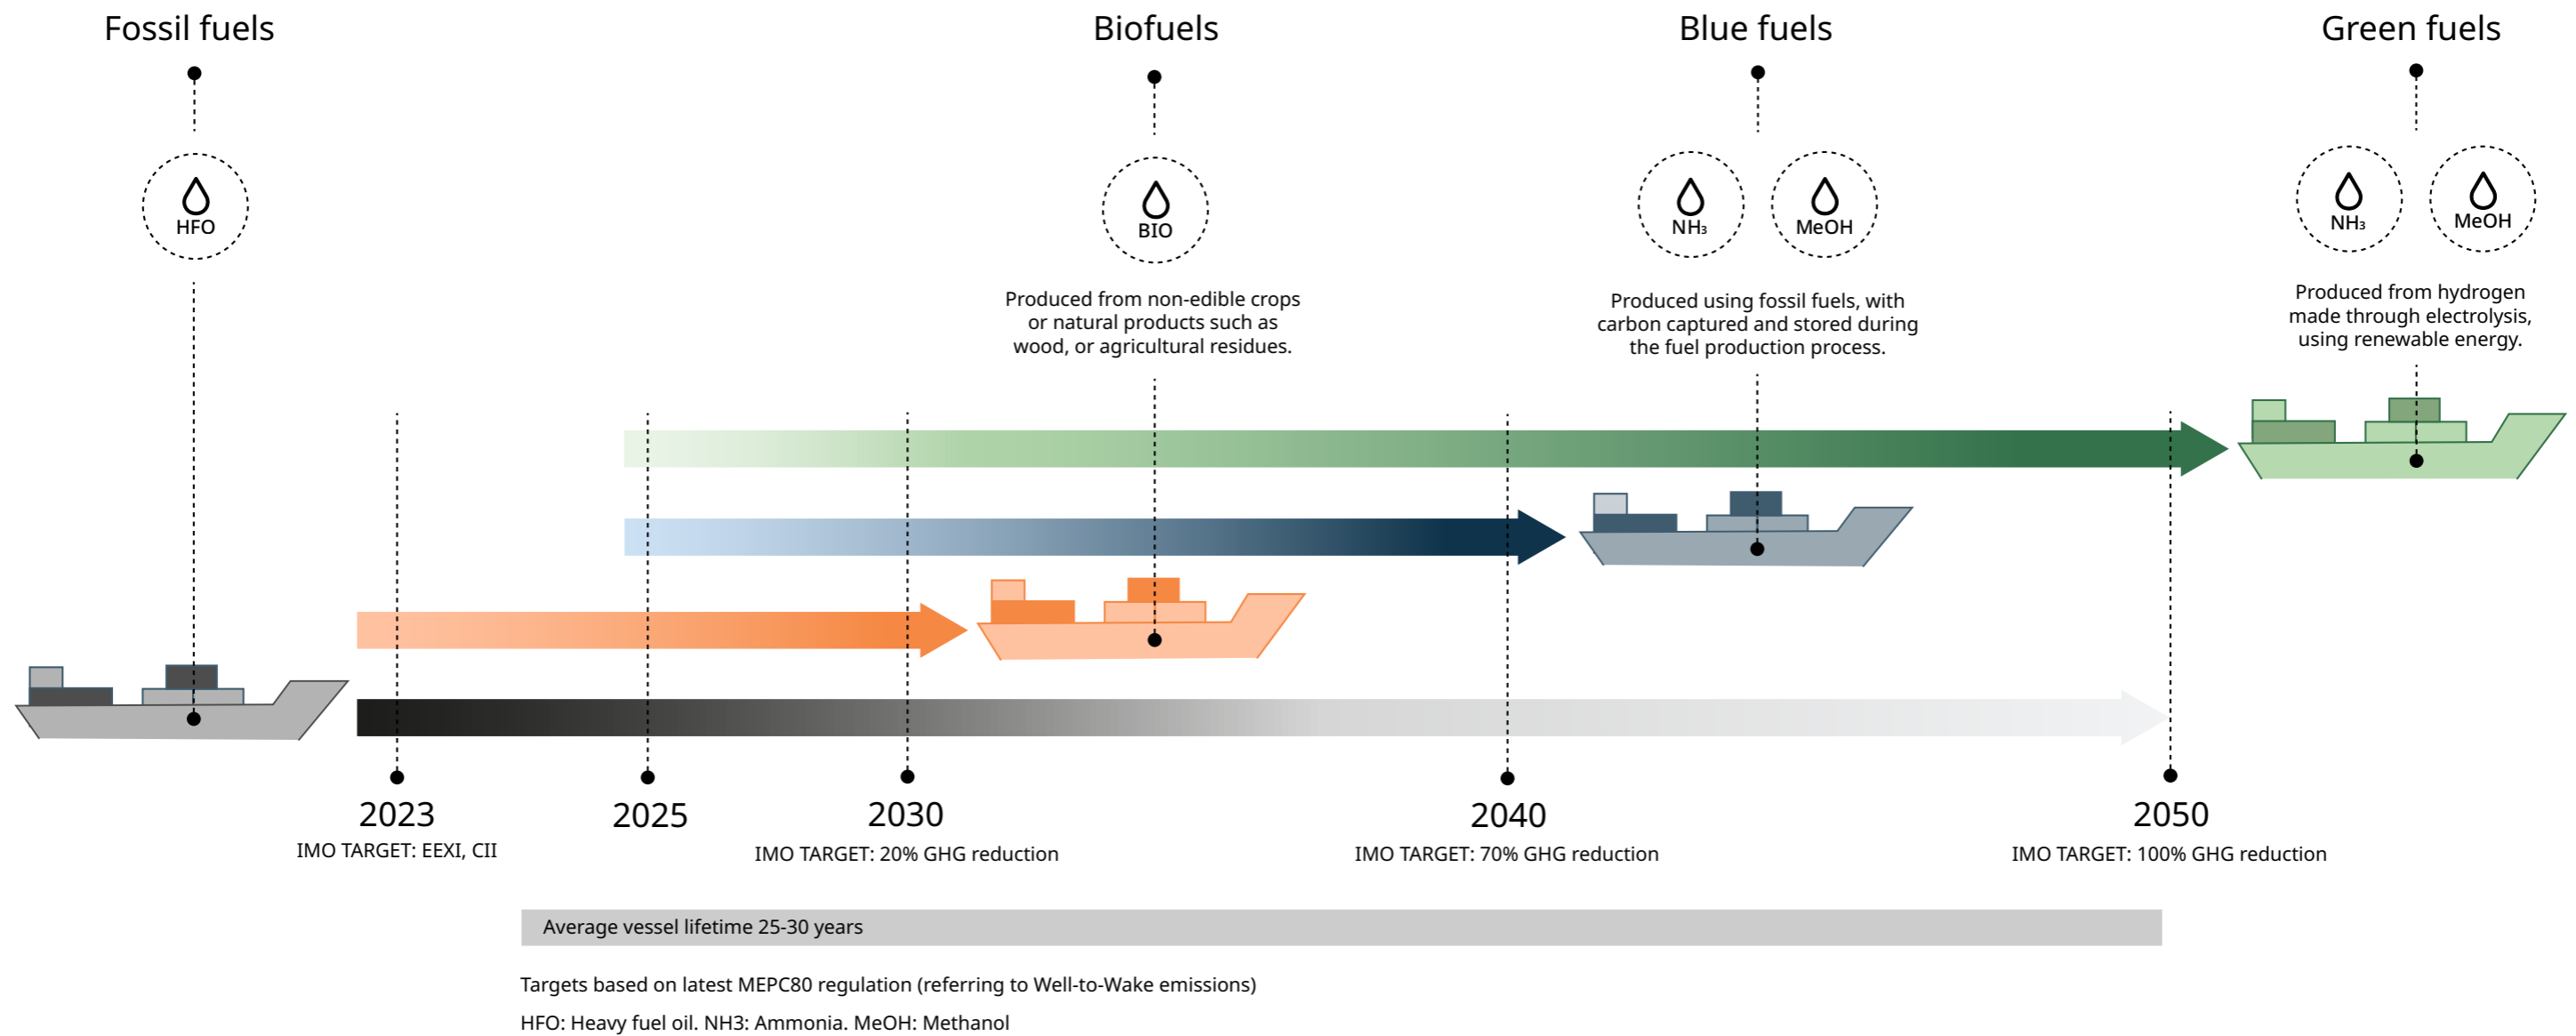 Fossil fuels
Biofuels
Blue fuels
Green fuels
HFO
BIO
NH₃
MeOH
NH₃
MeOH
Produced from non-edible crops
or natural products such as
wood, or agricultural residues.
Produced using fossil fuels, with
carbon captured and stored during
the fuel production process.
Produced from hydrogen
made through electrolysis,
using renewable energy.
2023
IMO TARGET: EEXI, CII
2025
2030
IMO TARGET: 20% GHG reduction
2040
IMO TARGET: 70% GHG reduction
2050
IMO TARGET: 100% GHG reduction
Average vessel lifetime 25-30 years
Targets based on latest MEPC80 regulation (referring to Well-to-Wake emissions)
HFO: Heavy fuel oil. NH3: Ammonia. MeOH: Methanol